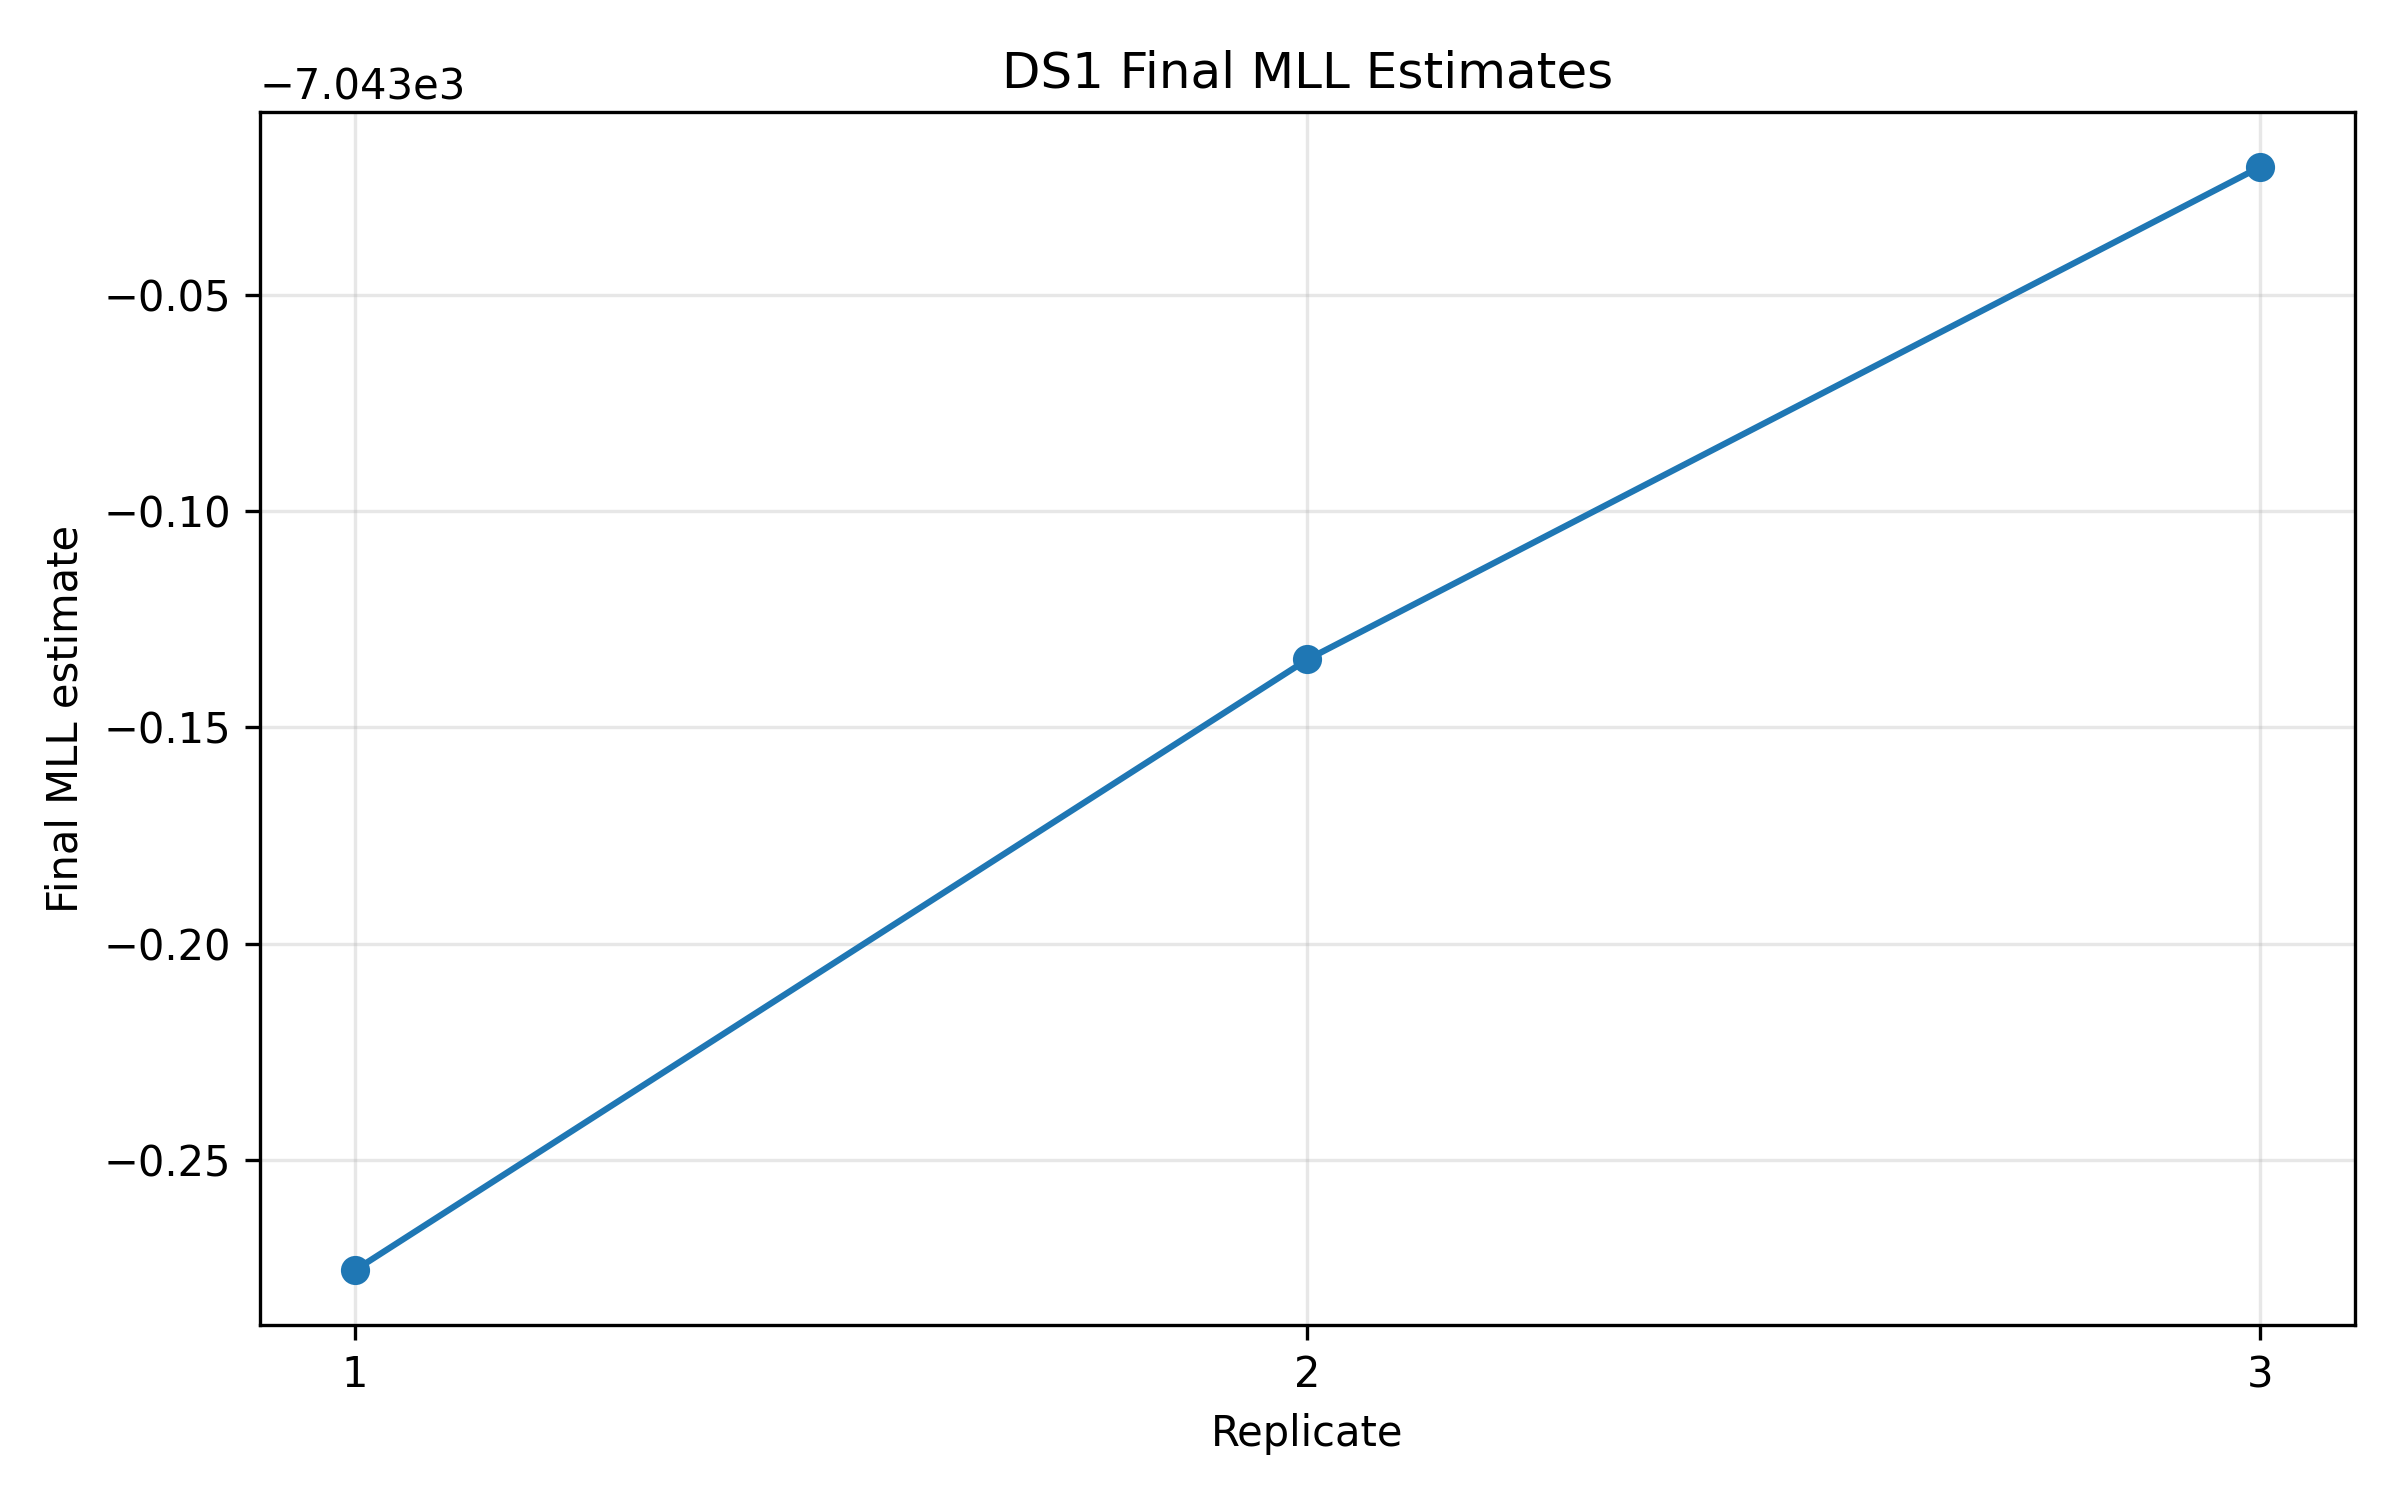 DS1 Final MLL Estimates
−7.043e3
−0.05
−0.10
−0.15
−0.20
−0.25
Final MLL estimate
1 2 3
Replicate